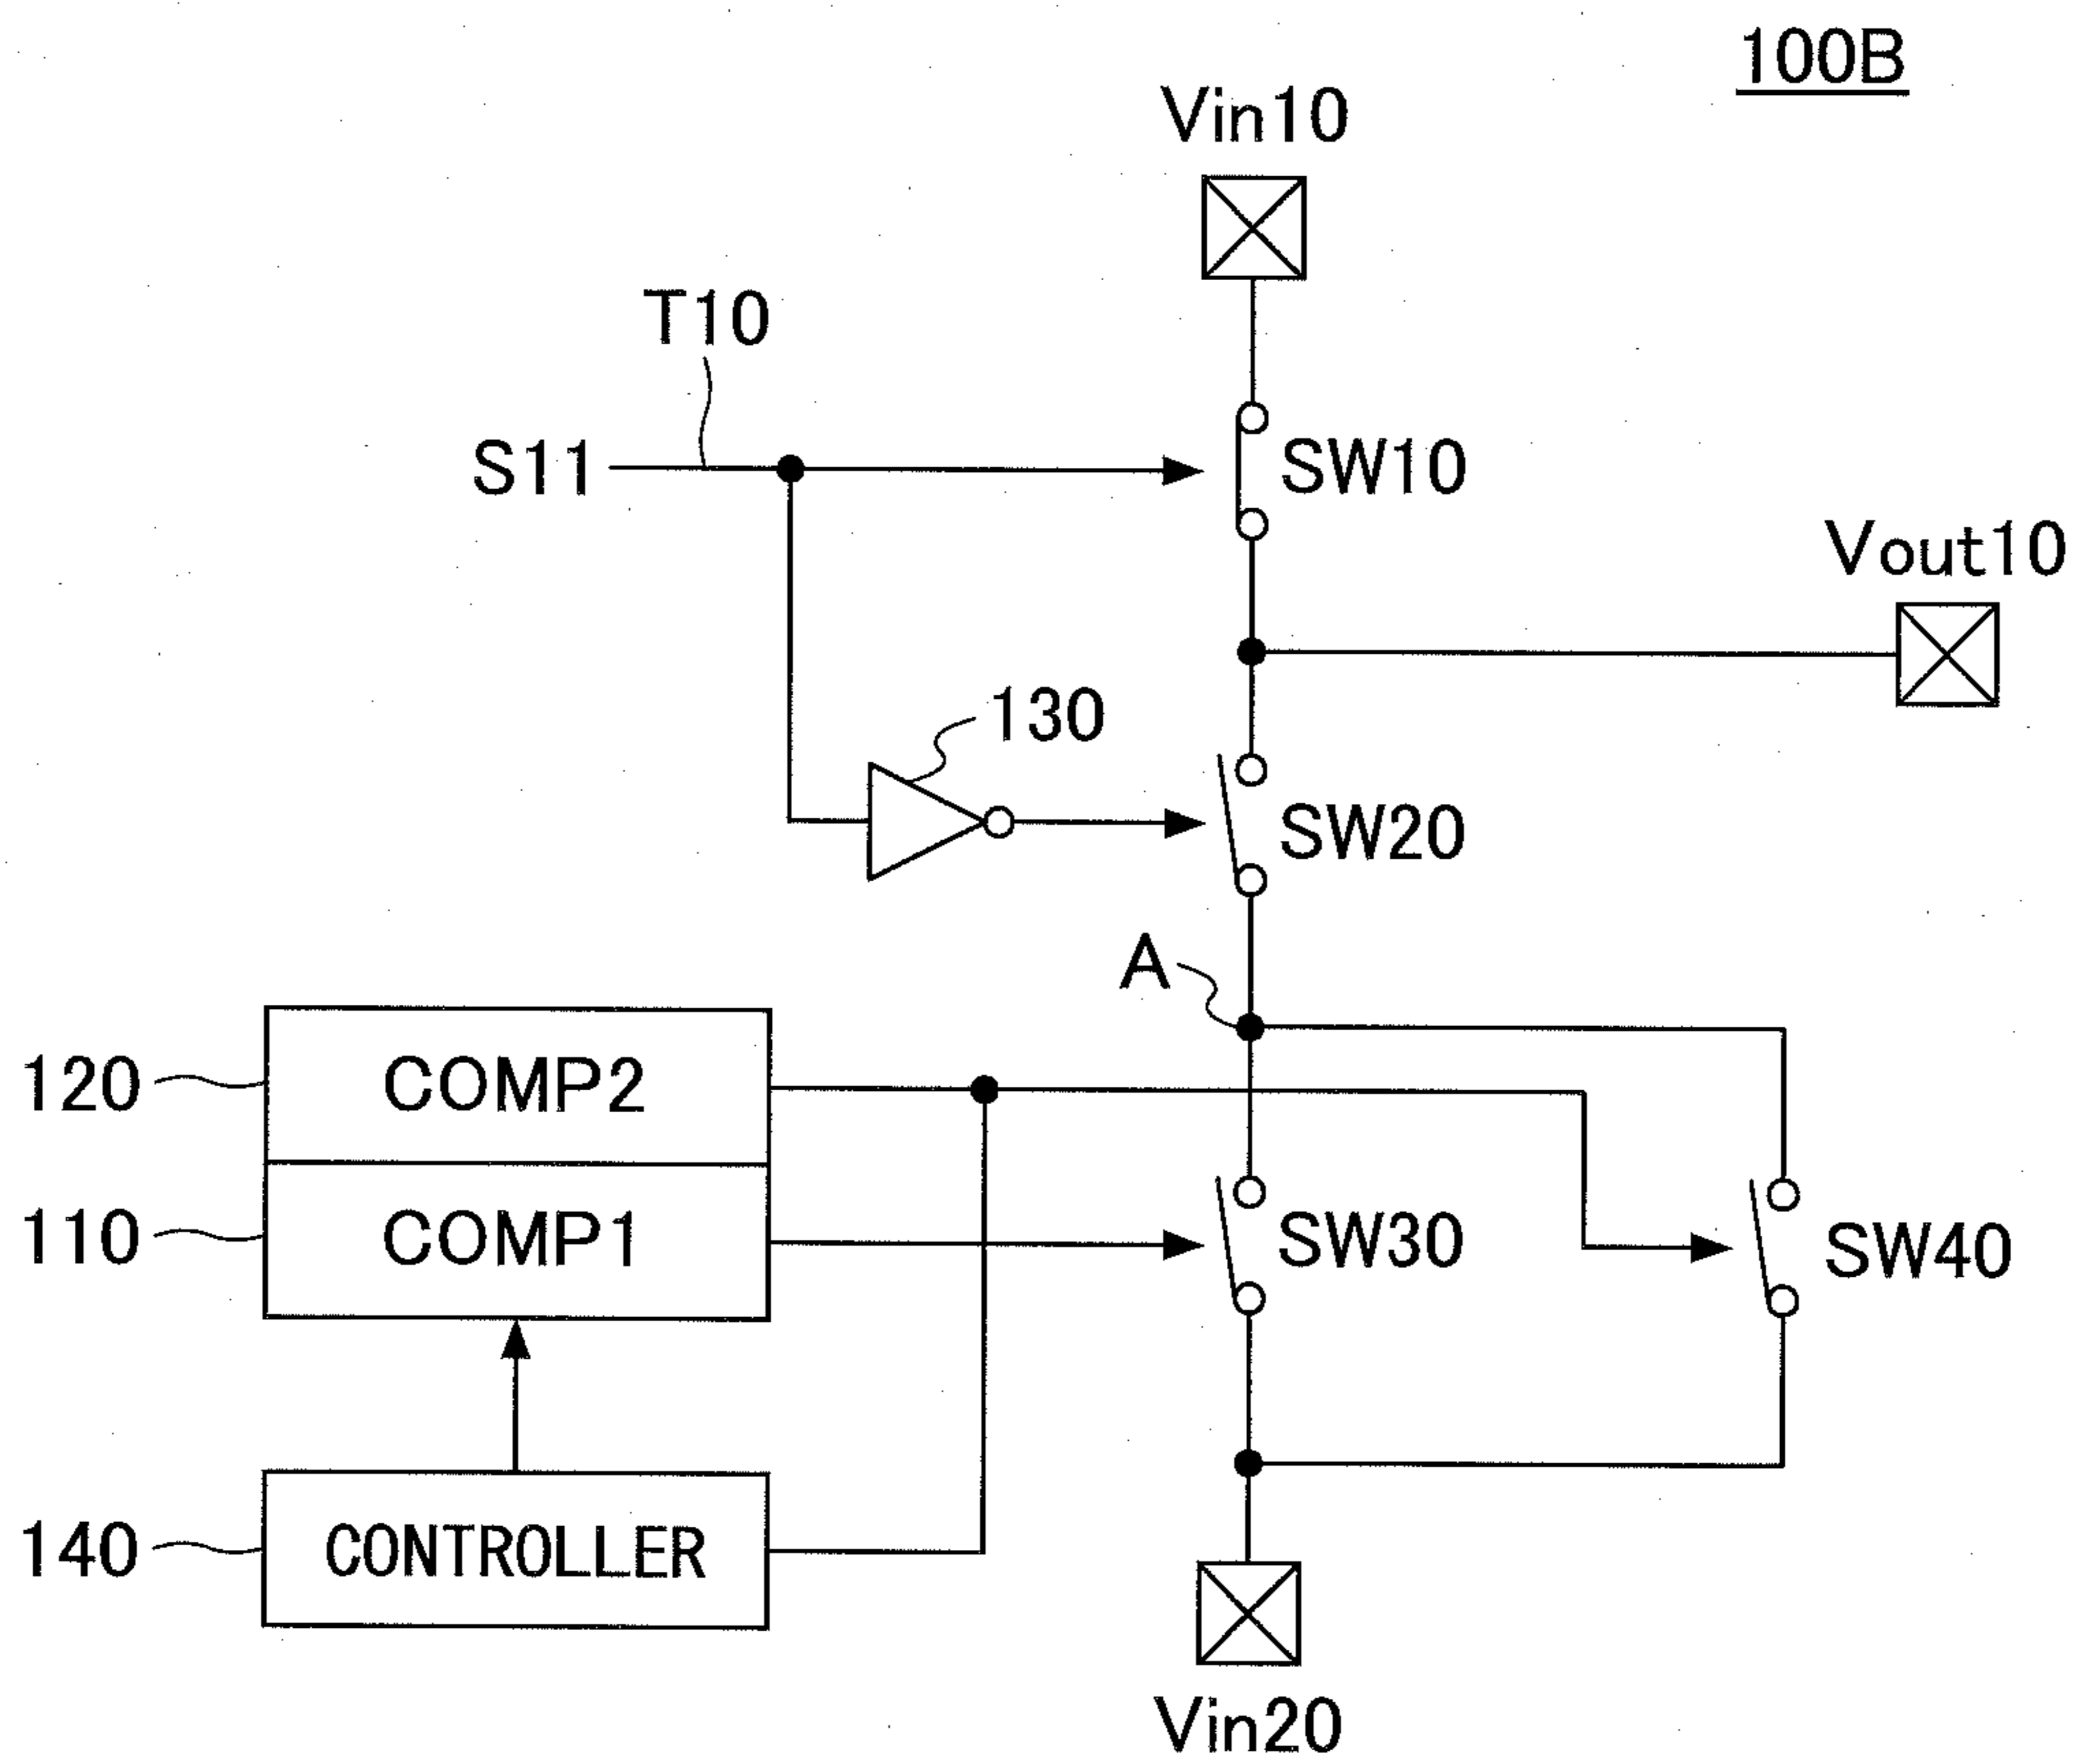 100B
Vin10
T10
S11
SW10
Vout10
130
SW20
A
120
COMP2
110
COMP1
SW30
SW40
140
CONTROLLER
Vin20